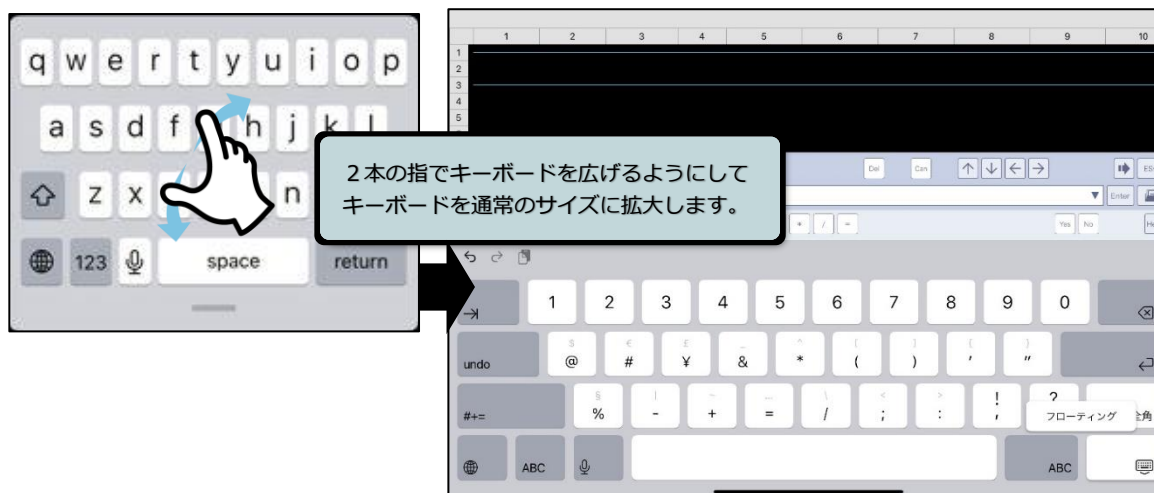 q w e r t y u i o p
a s d f h j k l
z x n
123 space return
1 2 3 4 5 6 7 8 9 10
1
2
3
4
5
２本の指でキーボードを広げるようにして
キーボードを通常のサイズに拡大します。
Del Can ↑ ↓ ← → ES
▼ Enter
* / = Yes No He
1 2 3 4 5 6 7 8 9 0
$ € £ _ ^ [ ] { }
undo @ # ¥ & * ( ) ' "
§ | ~ … \ < >
#+= % - + = / ; : ! , ?
フローティング 全角
ABC ABC